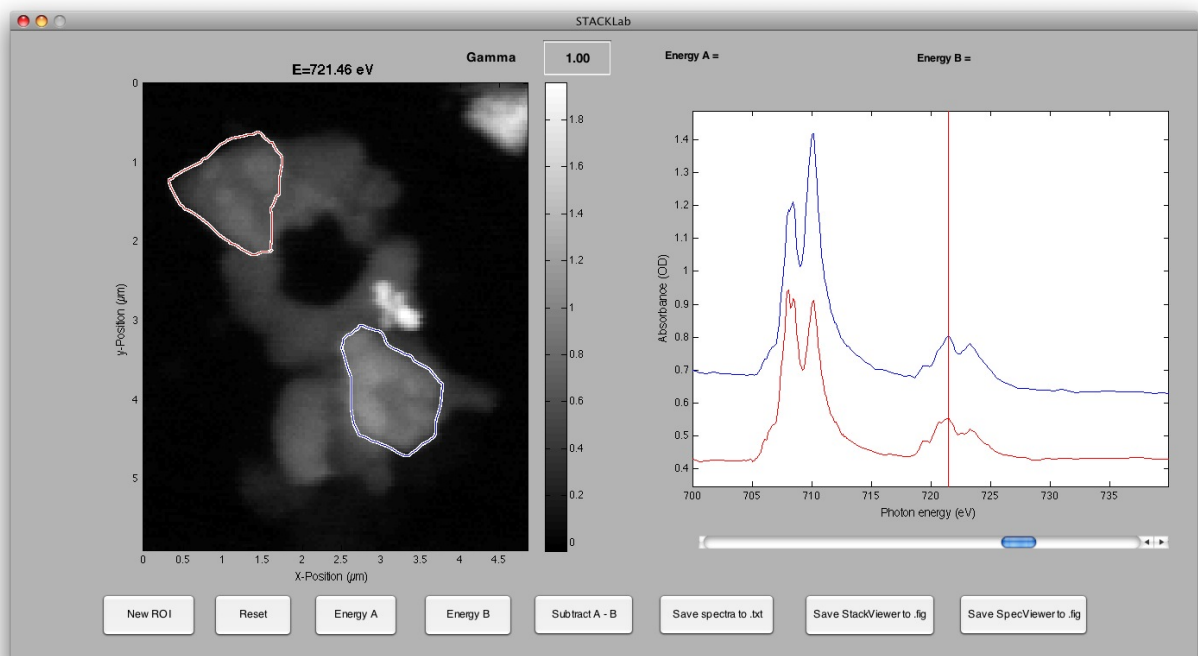 STACKLab
Gamma 1.00 Energy A = Energy B =
E=721.46 eV
0
1
2
3
4
5
y-Position (µm)
0 0.5 1 1.5 2 2.5 3 3.5 4 4.5
X-Position (µm)
1.8
1.6
1.4
1.2
1
0.8
0.6
0.4
0.2
0
1.4
1.3
1.2
1.1
1
0.9
0.8
0.7
0.6
0.5
0.4
Absorbance (OD)
700 705 710 715 720 725 730 735
Photon energy (eV)
New ROI Reset Energy A Energy B Subtract A - B Save spectra to .txt Save StackViewer to .fig Save SpecViewer to .fig